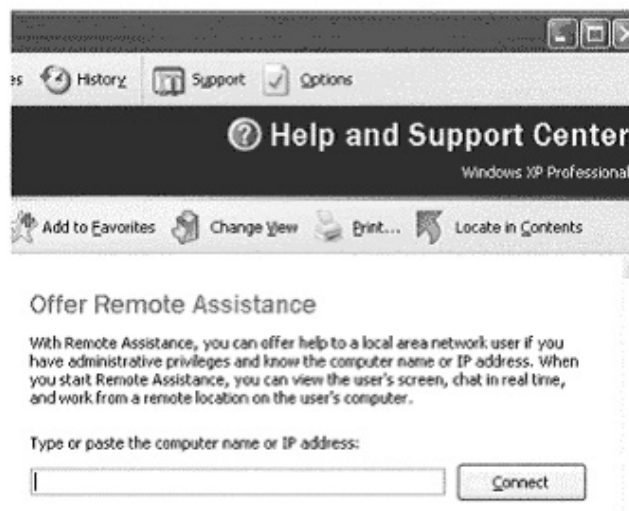 es History Support Options
Help and Support Center
Windows XP Professional
Add to Favorites Change View Print... Locate in Contents
Offer Remote Assistance
With Remote Assistance, you can offer help to a local area network user if you
have administrative privileges and know the computer name or IP address. When
you start Remote Assistance, you can view the user's screen, chat in real time,
and work from a remote location on the user's computer.
Type or paste the computer name or IP address:
Connect